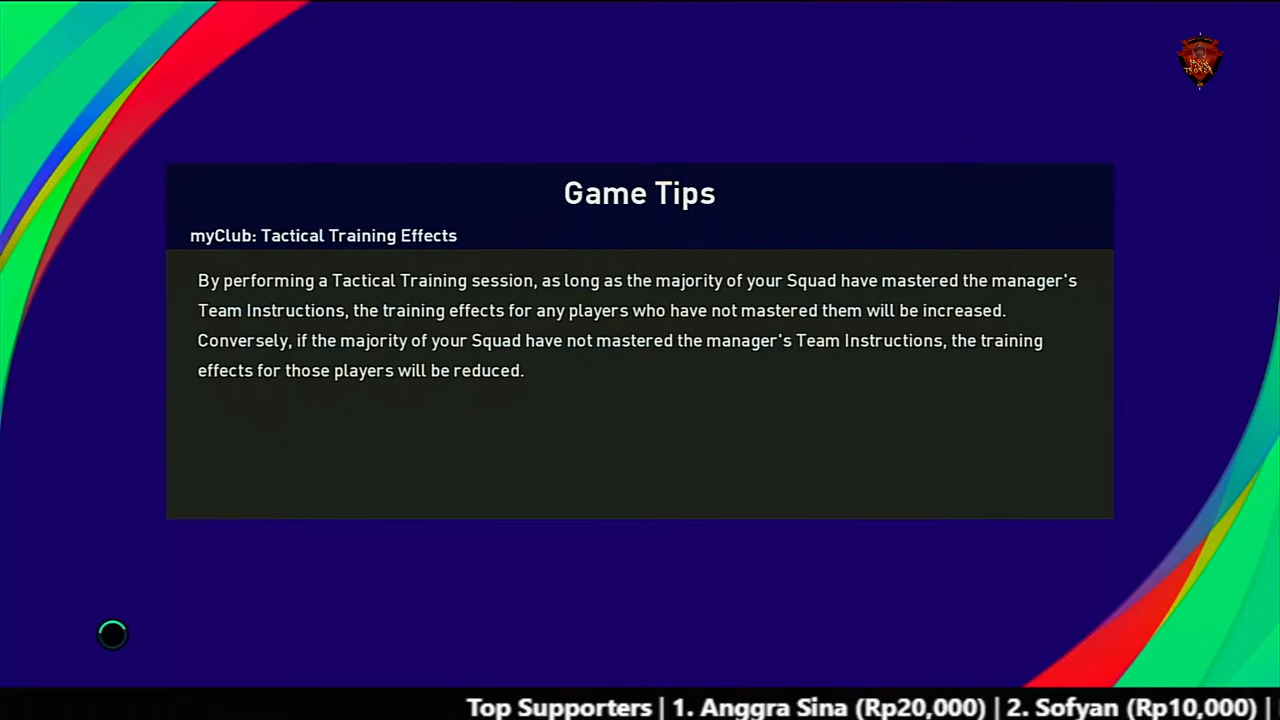 Game Tips
myClub: Tactical Training Effects
By performing a Tactical Training session, as long as the majority of your Squad have mastered the manager's
Team Instructions, the training effects for any players who have not mastered them will be increased.
Conversely, if the majority of your Squad have not mastered the manager's Team Instructions, the training
effects for those players will be reduced.
Top Supporters | 1. Anggra Sina (Rp20,000) | 2. Sofyan (Rp10,000) |